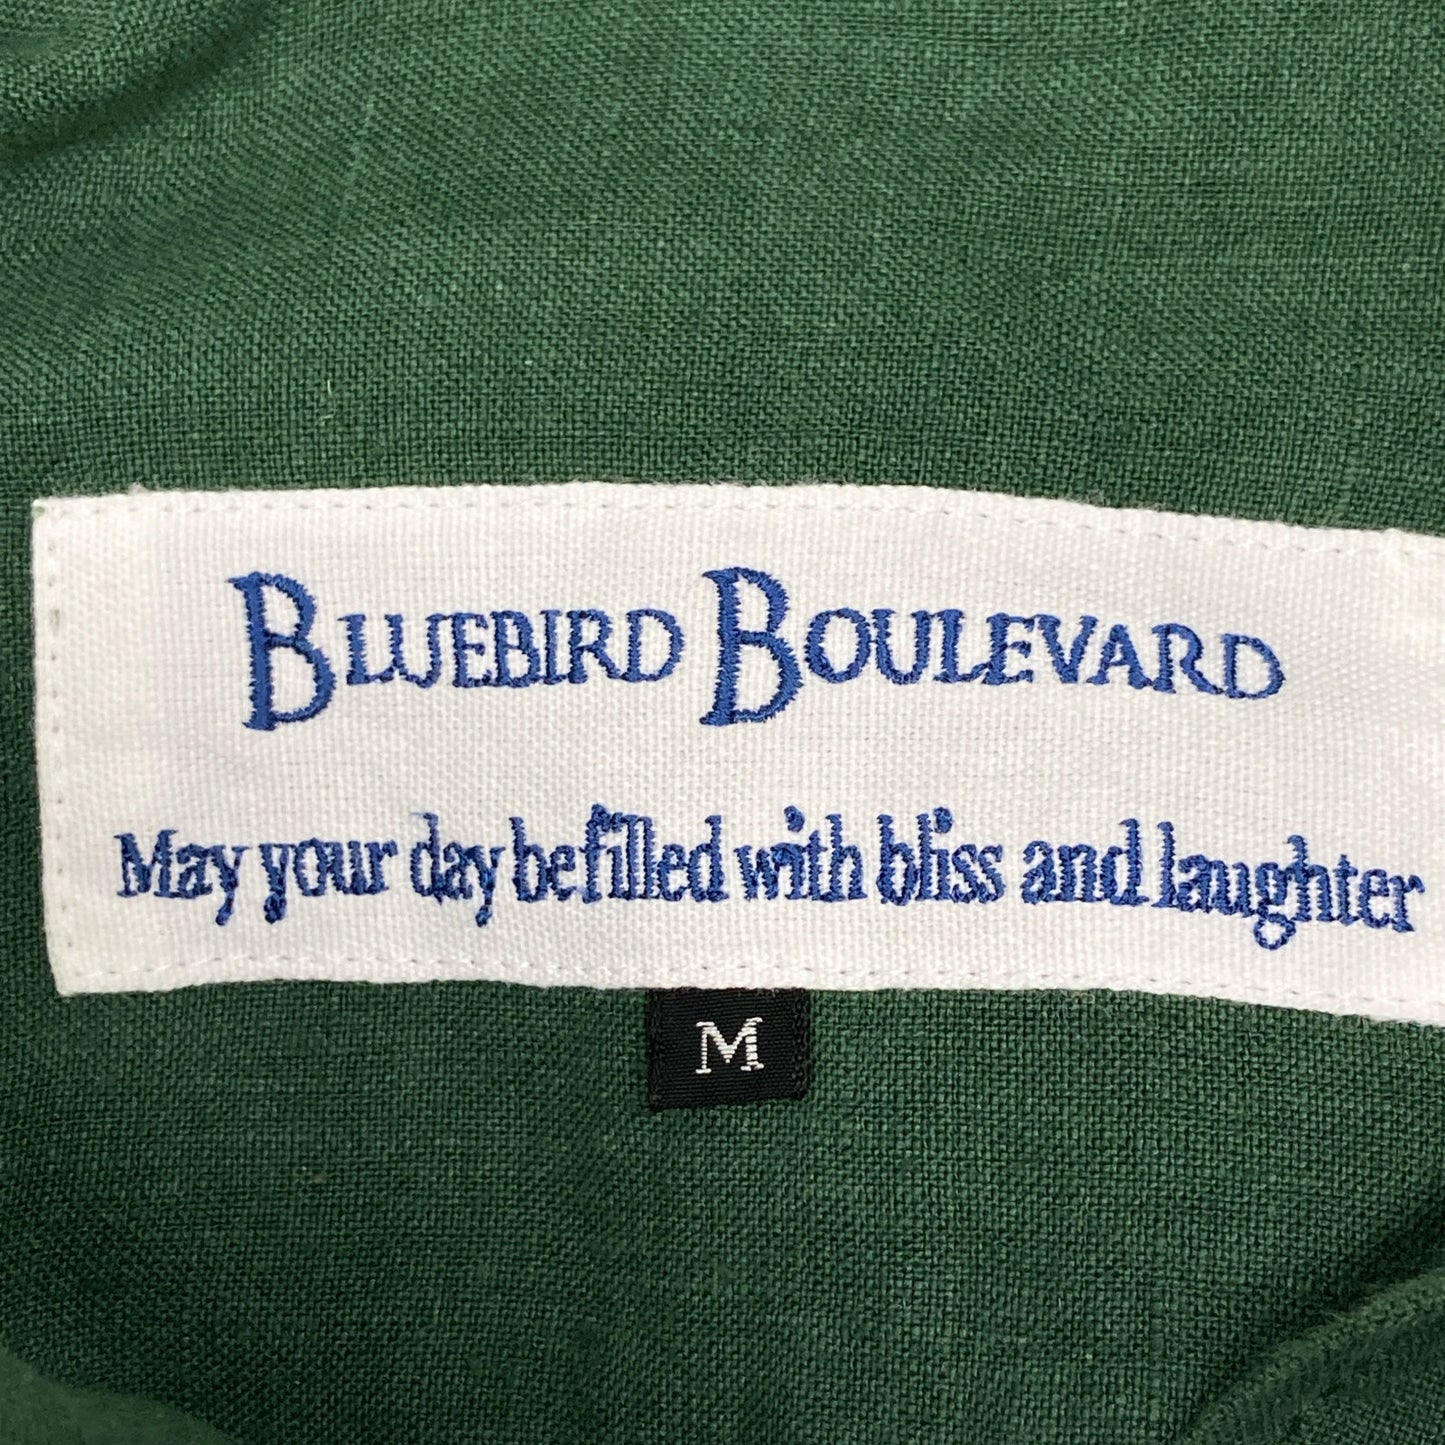 BLUEBIRD BOULEVARD
May your day be filled with bliss and laughter
M